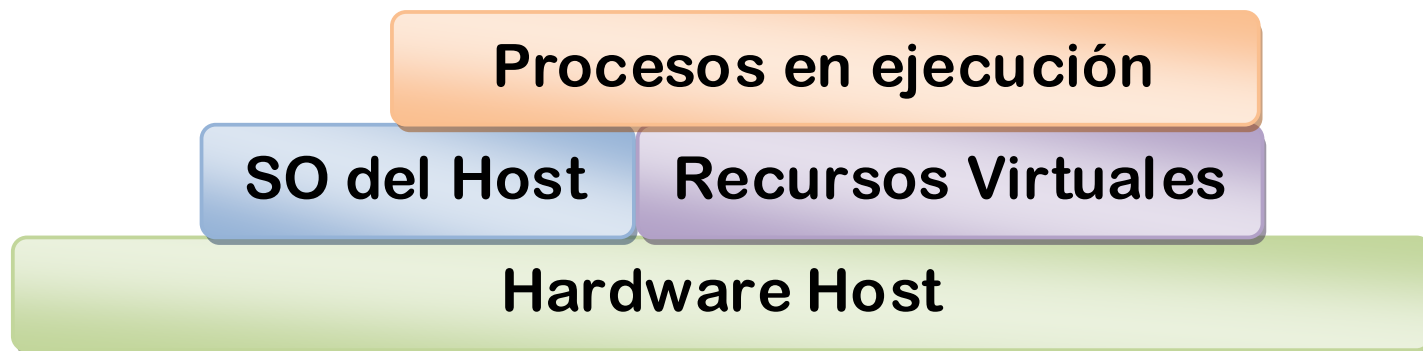 Procesos en ejecución
SO del Host
Recursos Virtuales
Hardware Host